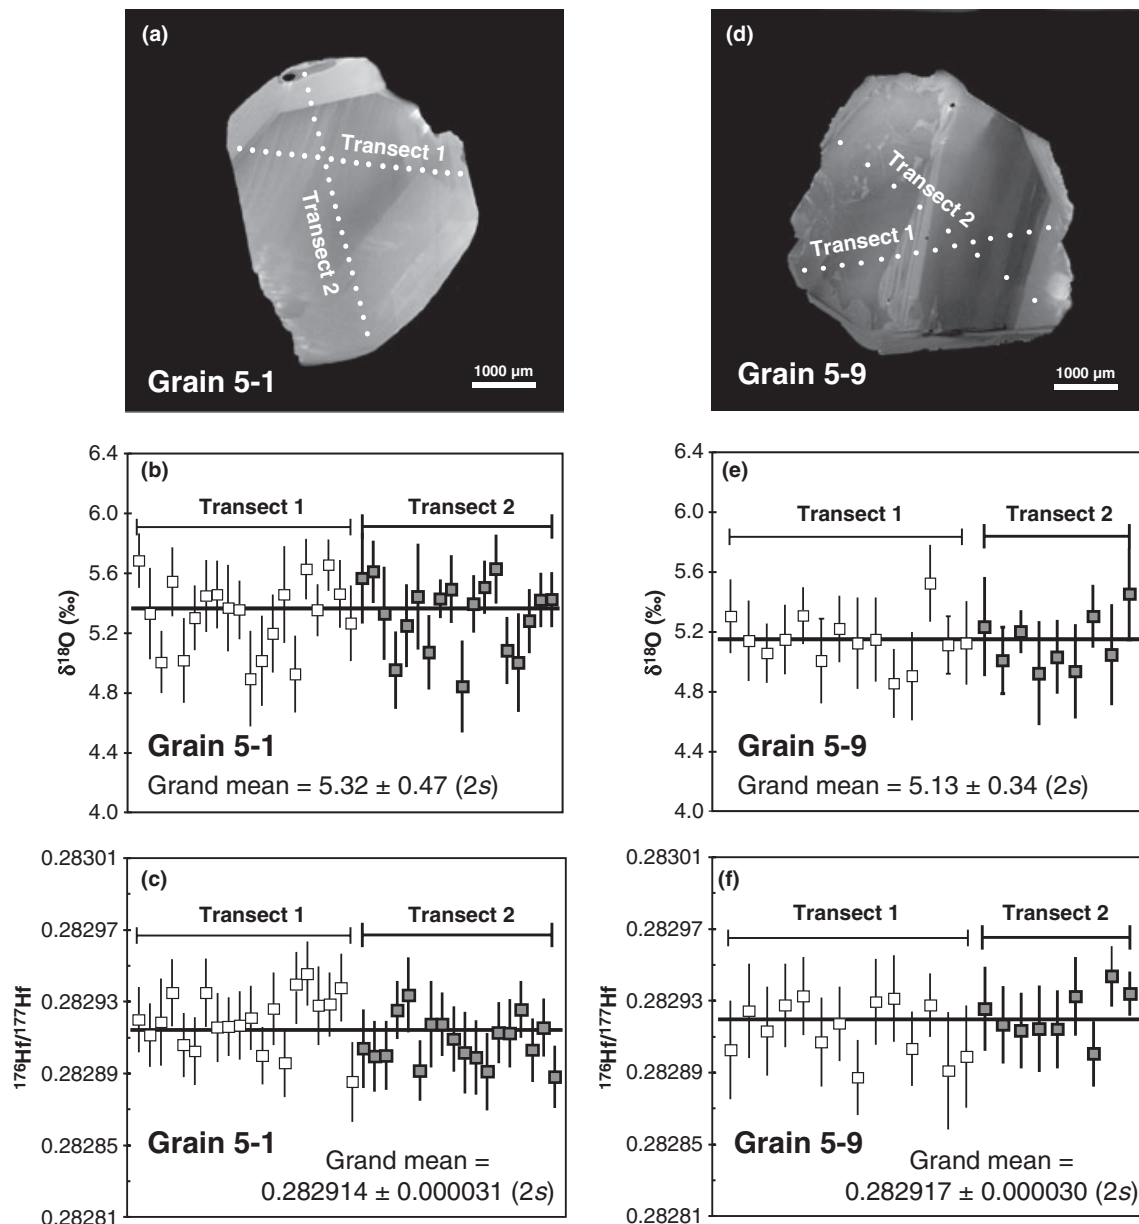 (a)
Transect 1
Transect 2
Grain 5-1
1000 µm
(d)
Transect 2
Transect 1
Grain 5-9
1000 µm
6.4
6.0
5.6
5.2
4.8
4.4
4.0
δ¹⁸O (‰)
(b)
Transect 1
Transect 2
Grain 5-1
Grand mean = 5.32 ± 0.47 (2s)
6.4
6.0
5.6
5.2
4.8
4.4
4.0
δ¹⁸O (‰)
(e)
Transect 1
Transect 2
Grain 5-9
Grand mean = 5.13 ± 0.34 (2s)
0.28301
0.28297
0.28293
0.28289
0.28285
0.28281
¹⁷⁶Hf/¹⁷⁷Hf
(c)
Transect 1
Transect 2
Grain 5-1
Grand mean =
0.282914 ± 0.000031 (2s)
0.28301
0.28297
0.28293
0.28289
0.28285
0.28281
¹⁷⁶Hf/¹⁷⁷Hf
(f)
Transect 1
Transect 2
Grain 5-9
Grand mean =
0.282917 ± 0.000030 (2s)